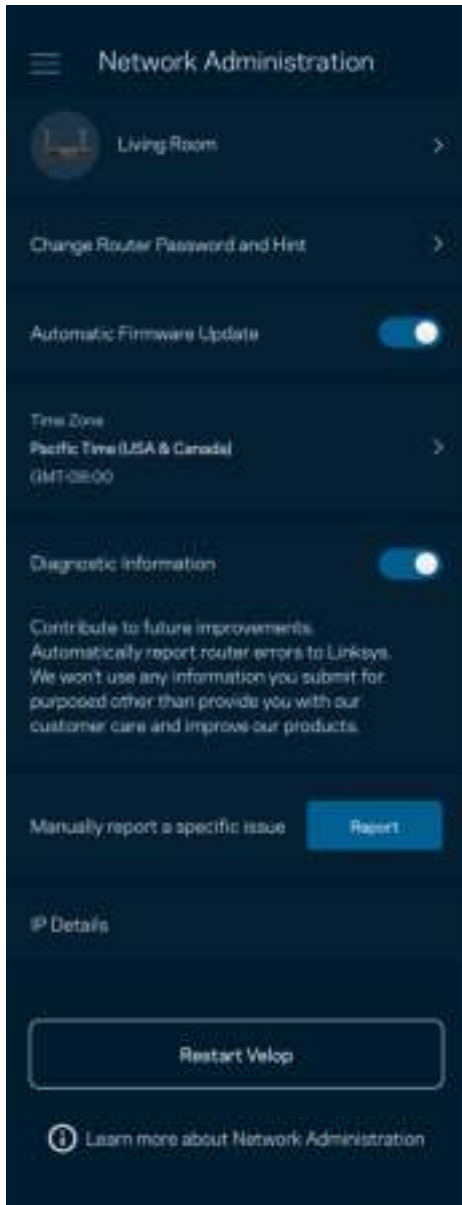 Network Administration
Living Room
Change Router Password and Hint
Automatic Firmware Update
Time Zone
Pacific Time (USA & Canada)
GMT-08:00
Diagnostic Information
Contribute to future improvements.
Automatically report router errors to Linksys.
We won't use any information you submit for
purposed other than provide you with our
customer care and improve our products.
Manually report a specific issue
Report
IP Details
Restart Velop
Learn more about Network Administration